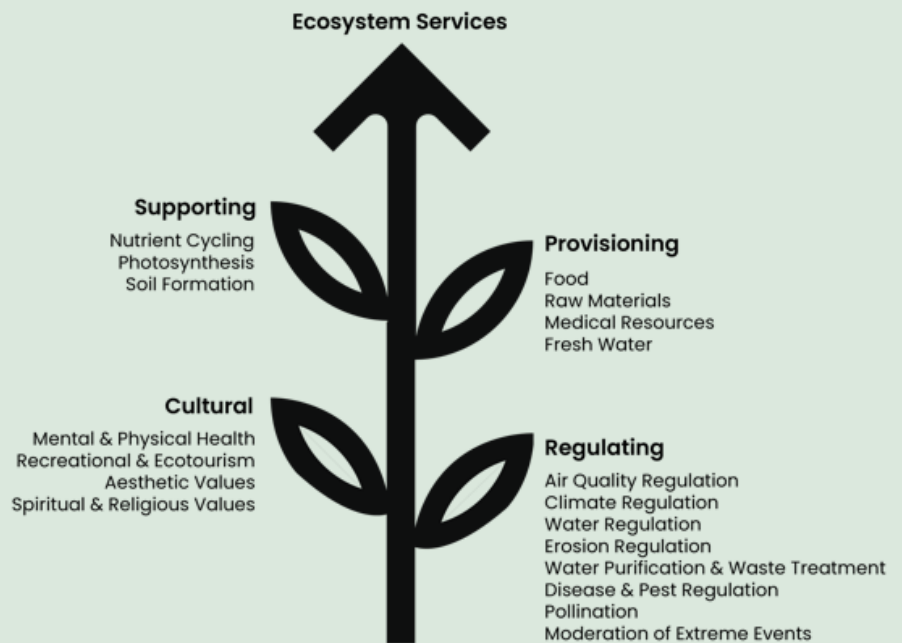 Ecosystem Services
Supporting
Nutrient Cycling
Photosynthesis
Soil Formation
Provisioning
Food
Raw Materials
Medical Resources
Fresh Water
Cultural
Mental & Physical Health
Recreational & Ecotourism
Aesthetic Values
Spiritual & Religious Values
Regulating
Air Quality Regulation
Climate Regulation
Water Regulation
Erosion Regulation
Water Purification & Waste Treatment
Disease & Pest Regulation
Pollination
Moderation of Extreme Events